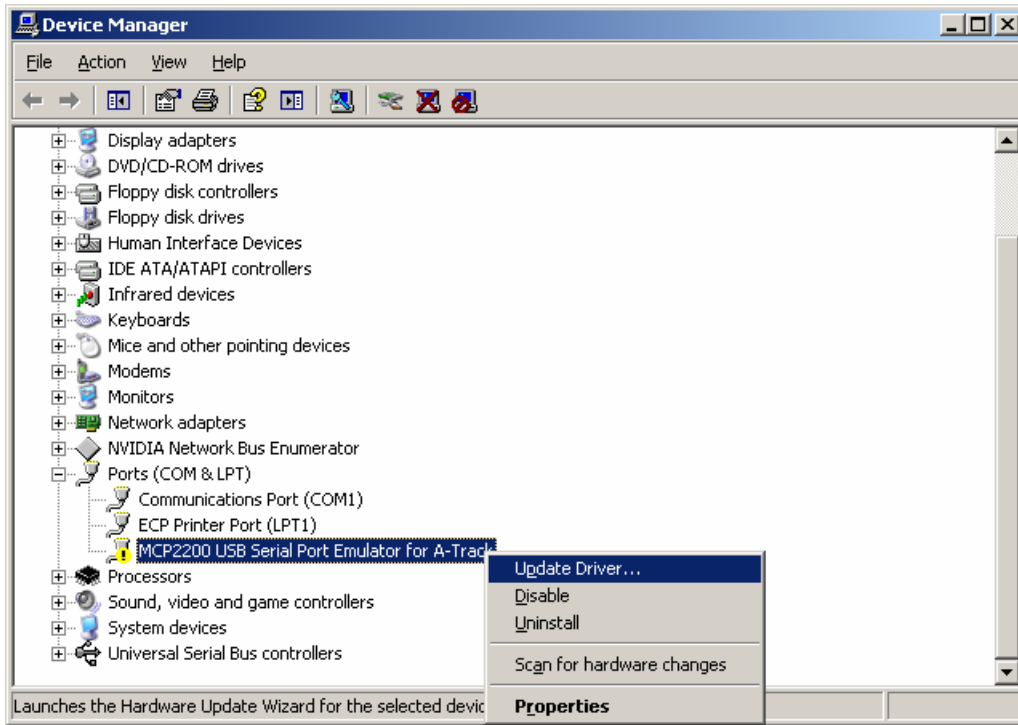 Device Manager
File Action View Help
Display adapters
DVD/CD-ROM drives
Floppy disk controllers
Floppy disk drives
Human Interface Devices
IDE ATA/ATAPI controllers
Infrared devices
Keyboards
Mice and other pointing devices
Modems
Monitors
Network adapters
NVIDIA Network Bus Enumerator
Ports (COM & LPT)
Communications Port (COM1)
ECP Printer Port (LPT1)
MCP2200 USB Serial Port Emulator for A-Track
Processors
Sound, video and game controllers
System devices
Universal Serial Bus controllers
Update Driver...
Disable
Uninstall
Scan for hardware changes
Properties
Launches the Hardware Update Wizard for the selected devic